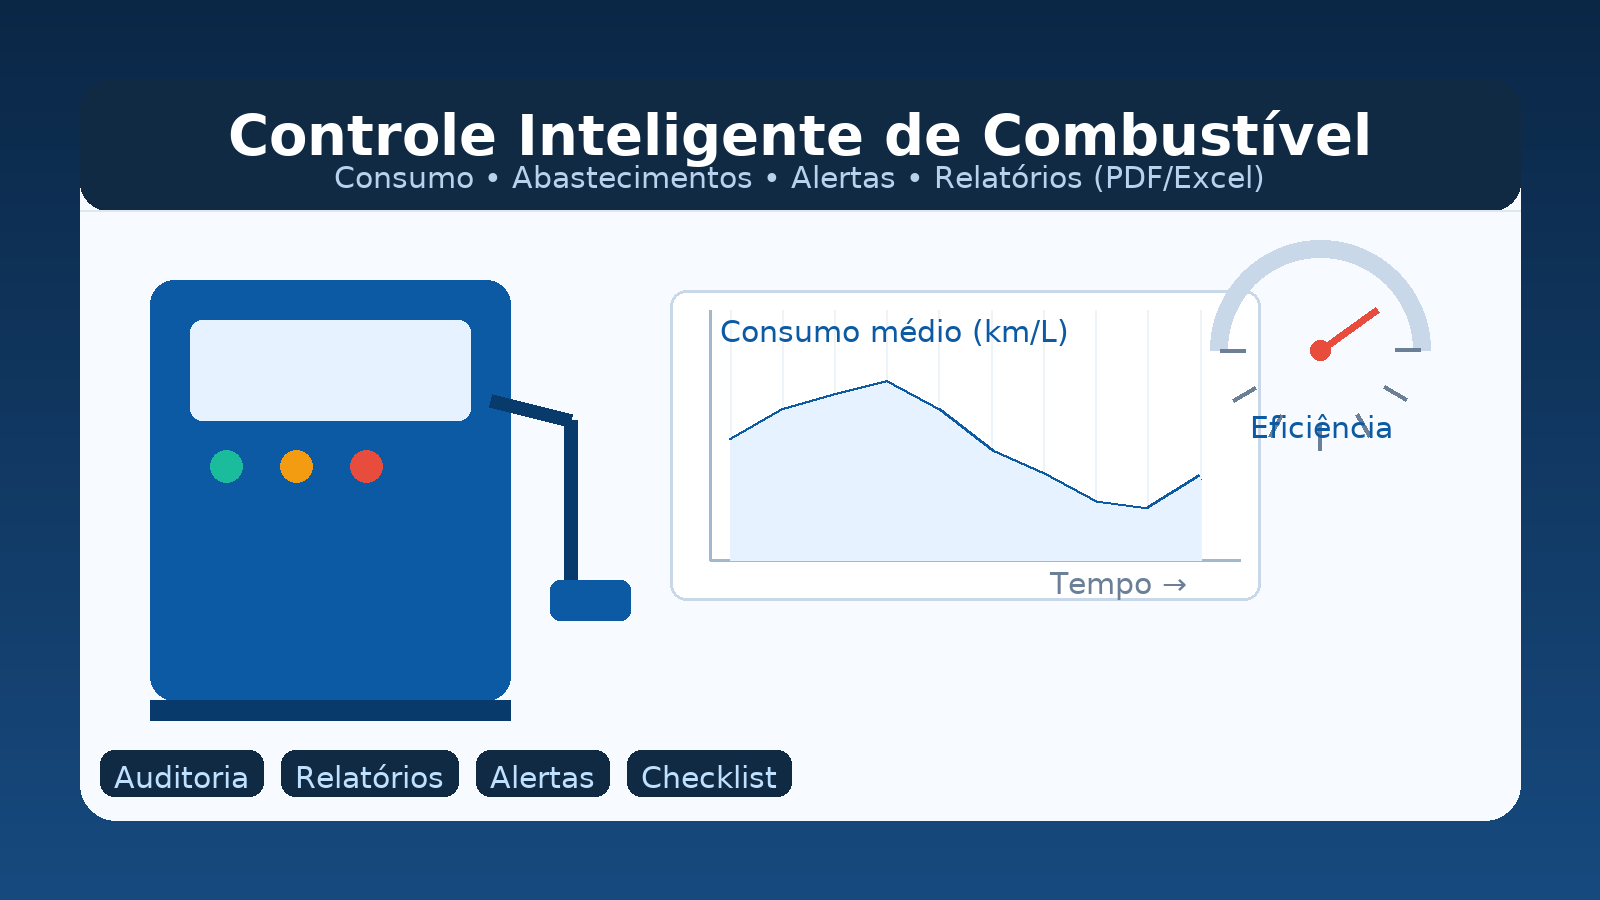 Controle Inteligente de Combustível
Consumo • Abastecimentos • Alertas • Relatórios (PDF/Excel)
Consumo médio (km/L)
Eficiência
Tempo →
Auditoria
Relatórios
Alertas
Checklist